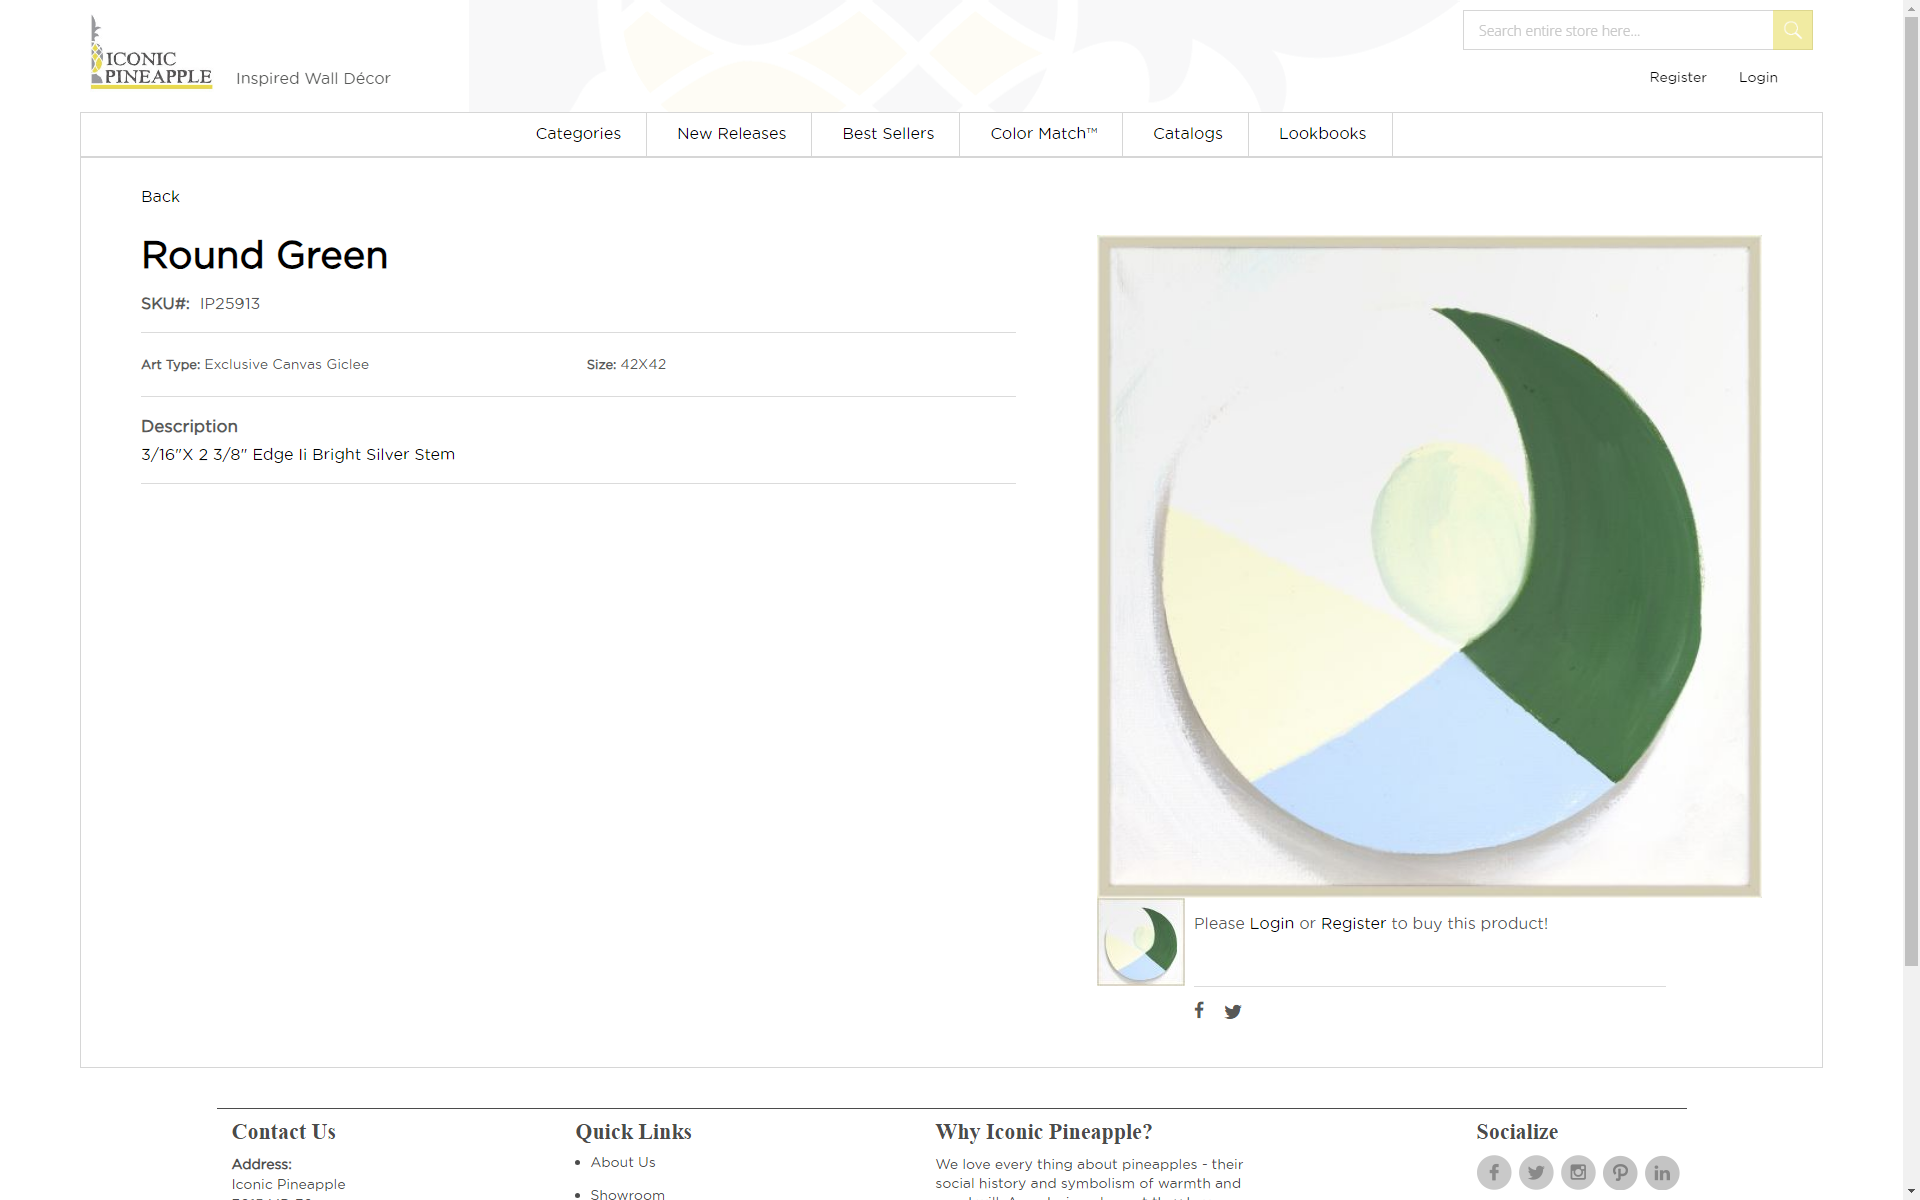 ICONIC
PINEAPPLE
Inspired Wall Décor
Search entire store here...
Register
Login
Categories
New Releases
Best Sellers
Color Match™
Catalogs
Lookbooks
Back
Round Green
SKU#: IP25913
Art Type: Exclusive Canvas Giclee
Size: 42X42
Description
3/16"X 2 3/8" Edge Ii Bright Silver Stem
Please Login or Register to buy this product!
Contact Us
Address:
Iconic Pineapple
Quick Links
About Us
Showroom
Why Iconic Pineapple?
We love every thing about pineapples - their
social history and symbolism of warmth and
Socialize